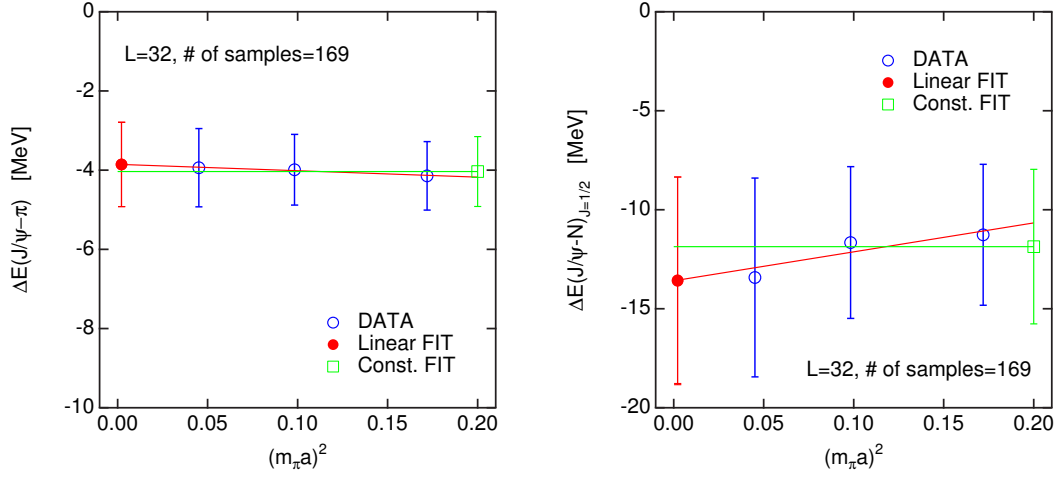 0
-2
-4
-6
-8
-10
ΔE(J/ψ−π) [MeV]
L=32, # of samples=169
DATA
Linear FIT
Const. FIT
0.00 0.05 0.10 0.15 0.20
(m_π a)²
0
-5
-10
-15
-20
ΔE(J/ψ-N)_{J=1/2} [MeV]
DATA
Linear FIT
Const. FIT
L=32, # of samples=169
0.00 0.05 0.10 0.15 0.20
(m_π a)²